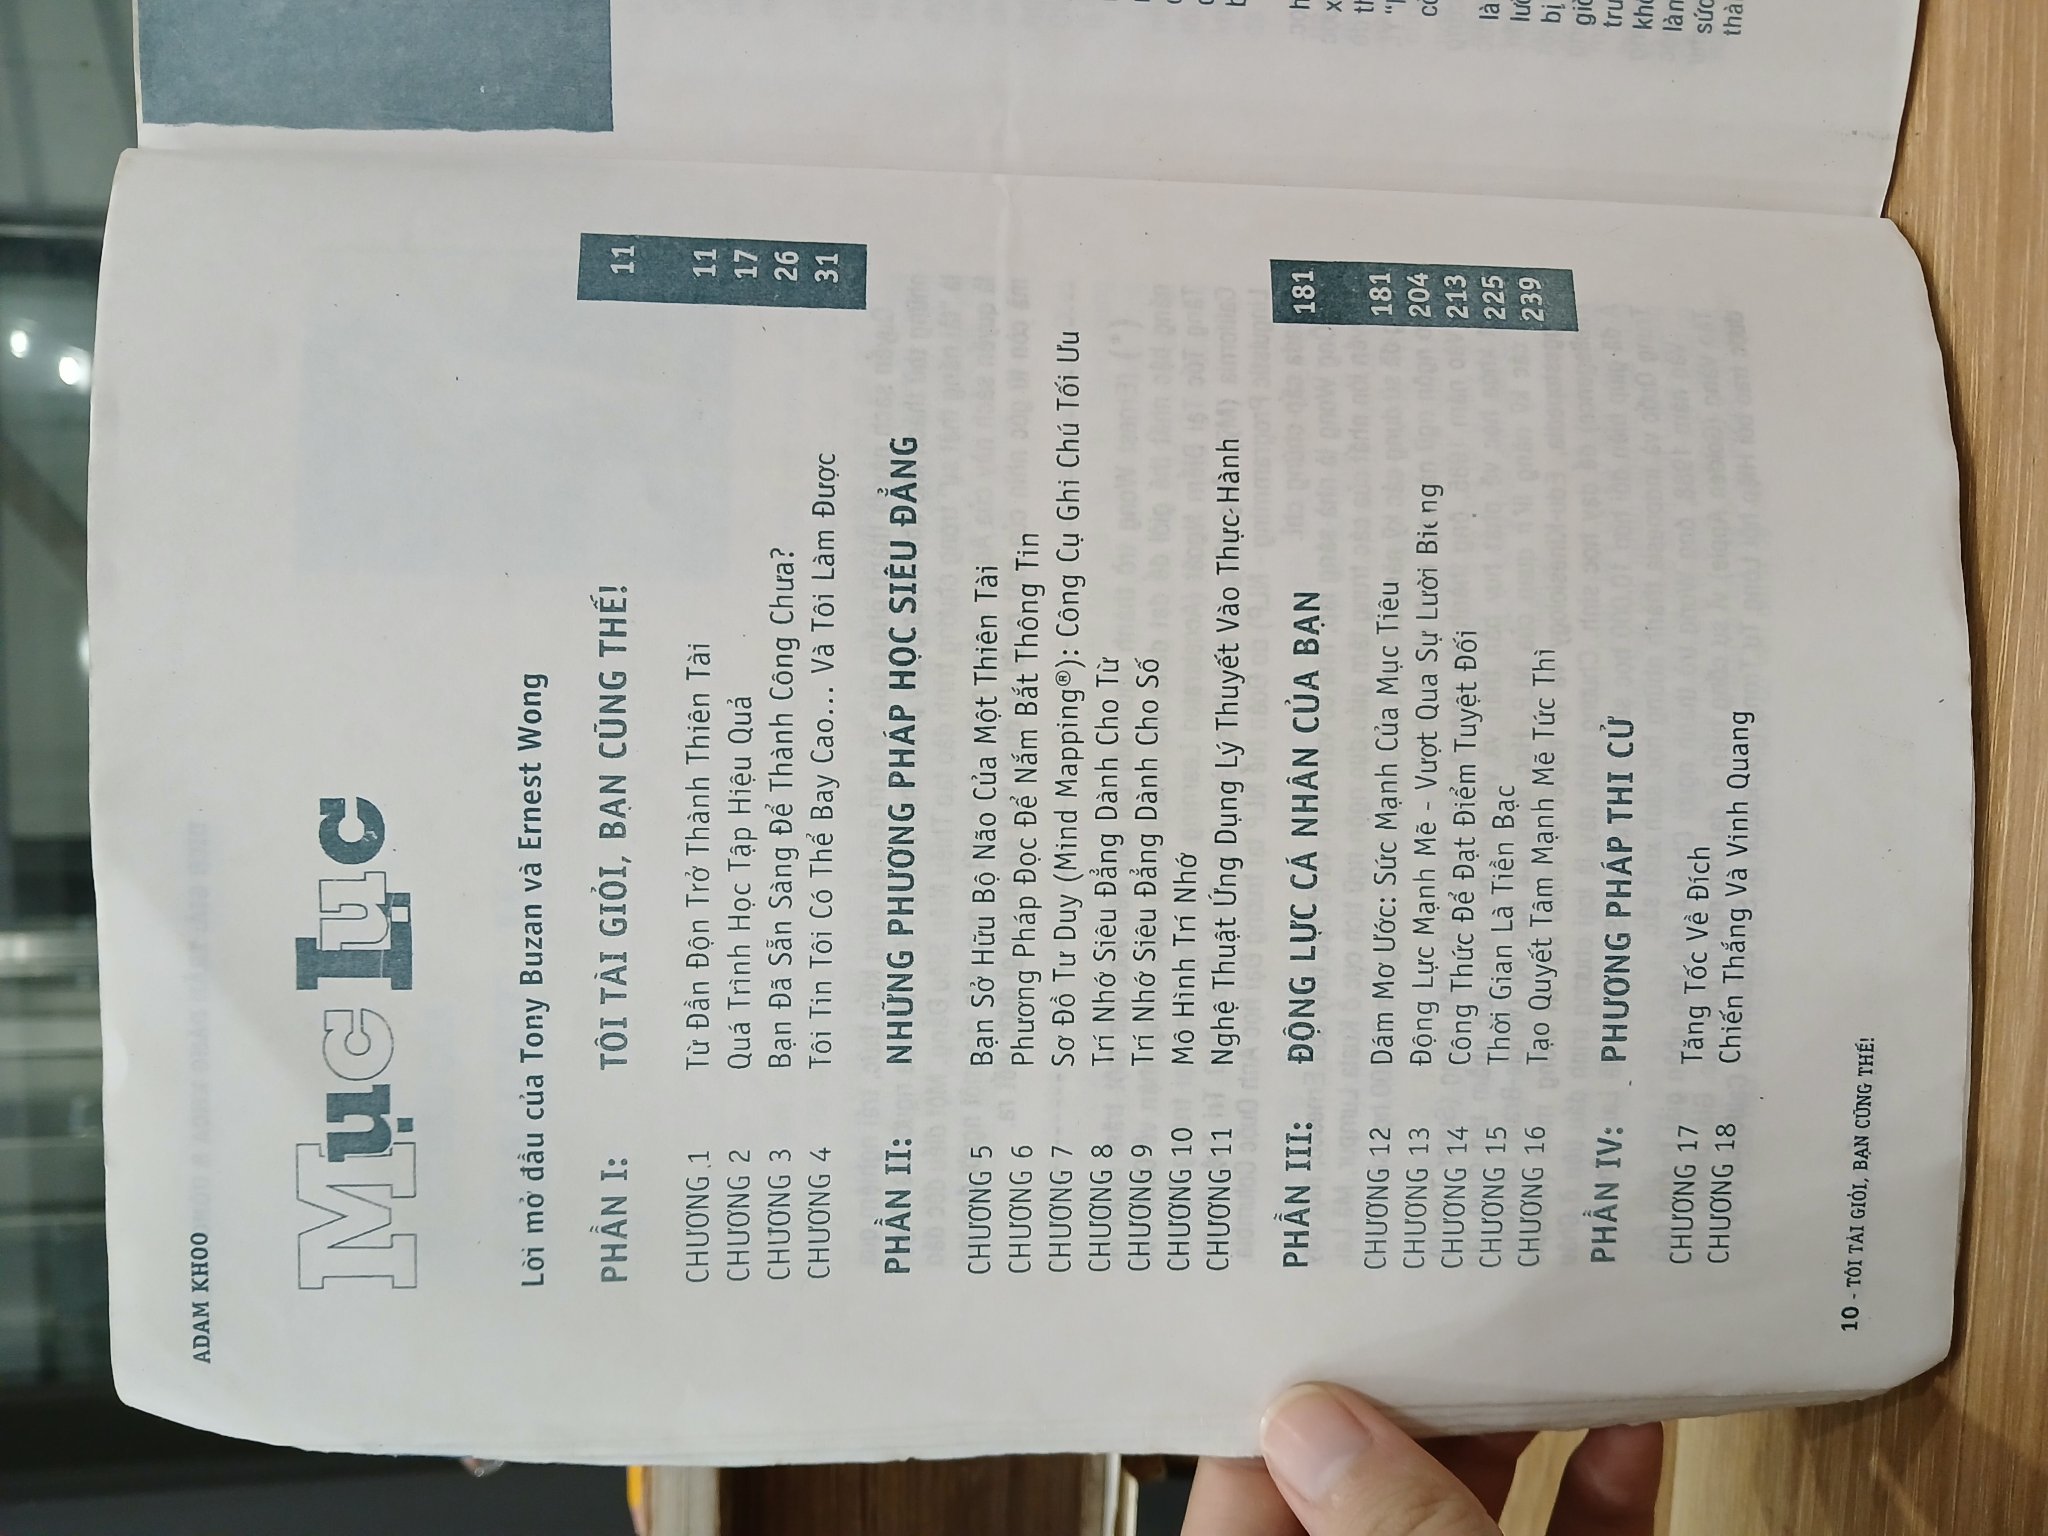 ADAM KHOO
Mục lục
Lời mở đầu của Tony Buzan và Ernest Wong
PHẦN I: TÔI TÀI GIỎI, BẠN CŨNG THẾ! 11
CHƯƠNG 1 Từ Đần Độn Trở Thành Thiên Tài 11
CHƯƠNG 2 Quá Trình Học Tập Hiệu Quả 17
CHƯƠNG 3 Bạn Đã Sẵn Sàng Để Thành Công Chưa? 26
CHƯƠNG 4 Tôi Tin Tôi Có Thể Bay Cao... Và Tôi Làm Được 31
PHẦN II: NHỮNG PHƯƠNG PHÁP HỌC SIÊU ĐẲNG
CHƯƠNG 5 Bạn Sở Hữu Bộ Não Của Một Thiên Tài
CHƯƠNG 6 Phương Pháp Đọc Để Nắm Bắt Thông Tin
CHƯƠNG 7 Sơ Đồ Tư Duy (Mind Mapping®): Công Cụ Ghi Chú Tối Ưu
CHƯƠNG 8 Trí Nhớ Siêu Đẳng Dành Cho Từ
CHƯƠNG 9 Trí Nhớ Siêu Đẳng Dành Cho Số
CHƯƠNG 10 Mô Hình Trí Nhớ
CHƯƠNG 11 Nghệ Thuật Ứng Dụng Lý Thuyết Vào Thực Hành
PHẦN III: ĐỘNG LỰC CÁ NHÂN CỦA BẠN 181
CHƯƠNG 12 Dám Mơ Ước: Sức Mạnh Của Mục Tiêu 181
CHƯƠNG 13 Động Lực Mạnh Mẽ - Vượt Qua Sự Lười Biếng 204
CHƯƠNG 14 Công Thức Để Đạt Điểm Tuyệt Đối 213
CHƯƠNG 15 Thời Gian Là Tiền Bạc 225
CHƯƠNG 16 Tạo Quyết Tâm Mạnh Mẽ Tức Thì 239
PHẦN IV: PHƯƠNG PHÁP THI CỬ
CHƯƠNG 17 Tăng Tốc Về Đích
CHƯƠNG 18 Chiến Thắng Và Vinh Quang
10 - TÔI TÀI GIỎI, BẠN CŨNG THẾ!